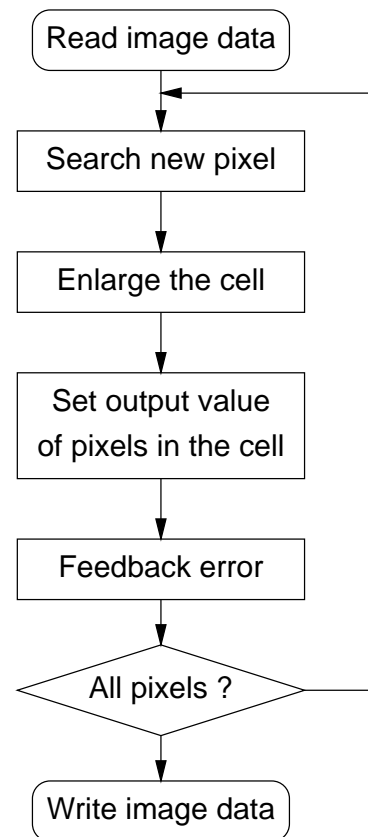 Read image data
Search new pixel
Enlarge the cell
Set output value
of pixels in the cell
Feedback error
All pixels ?
Write image data